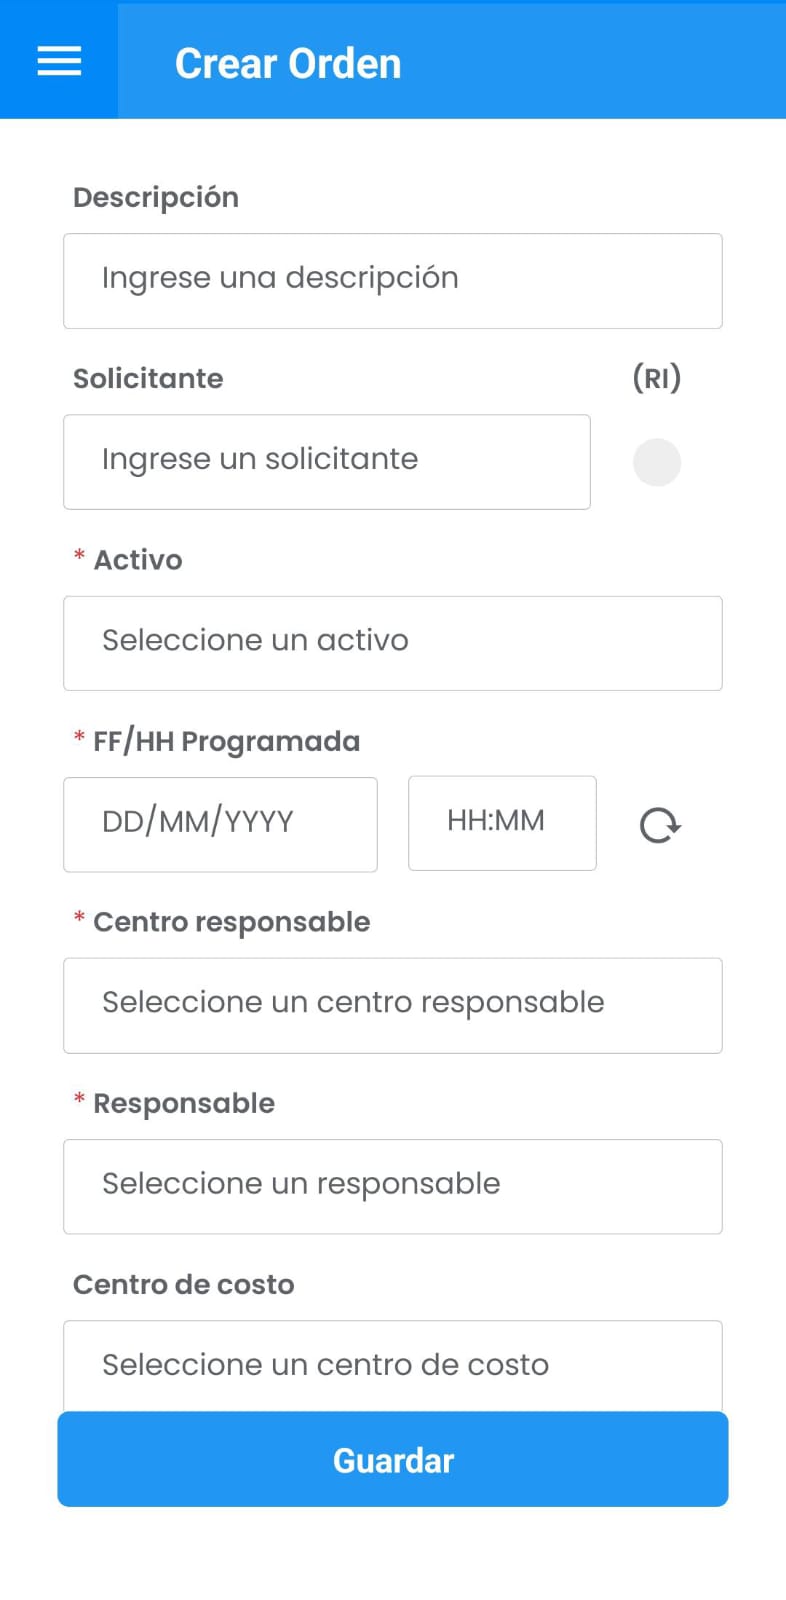 Crear Orden
Descripción
Ingrese una descripción
Solicitante (RI)
Ingrese un solicitante
* Activo
Seleccione un activo
* FF/HH Programada
DD/MM/YYYY HH:MM
* Centro responsable
Seleccione un centro responsable
* Responsable
Seleccione un responsable
Centro de costo
Seleccione un centro de costo
Guardar